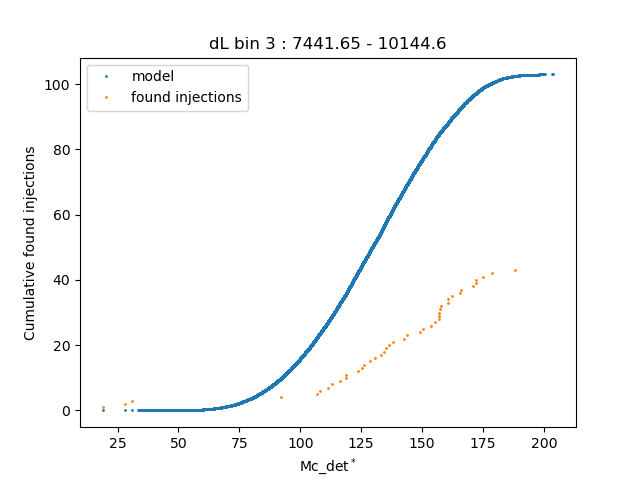 dL bin 3 : 7441.65 - 10144.6
model
found injections
Cumulative found injections
100
80
60
40
20
0
25 50 75 100 125 150 175 200
Mc_det*